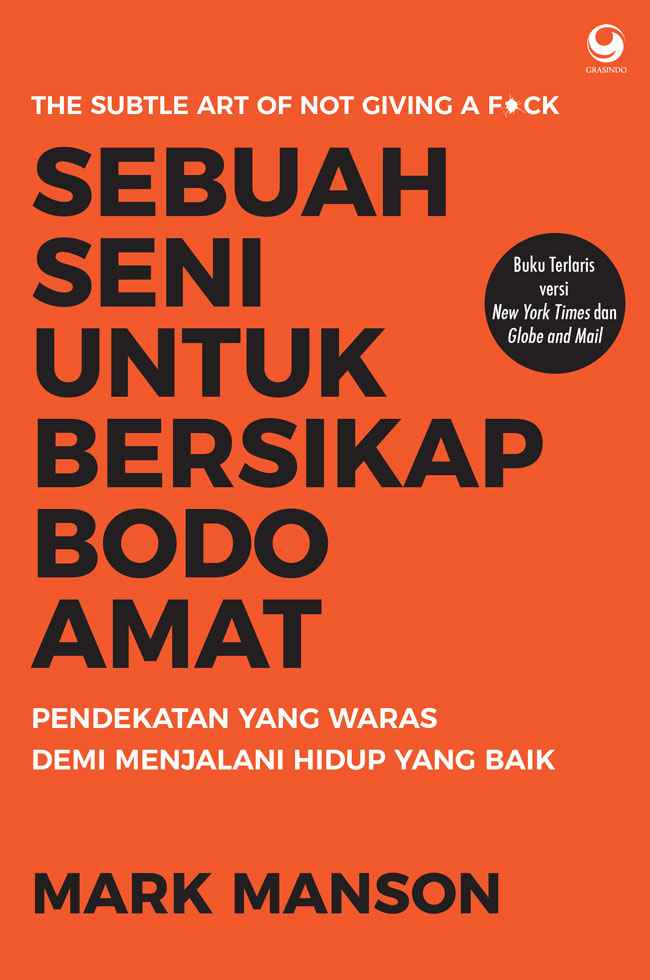 GRASINDO
THE SUBTLE ART OF NOT GIVING A F*CK
SEBUAH
SENI
UNTUK
BERSIKAP
BODO
AMAT
Buku Terlaris
versi
New York Times dan
Globe and Mail
PENDEKATAN YANG WARAS
DEMI MENJALANI HIDUP YANG BAIK
MARK MANSON